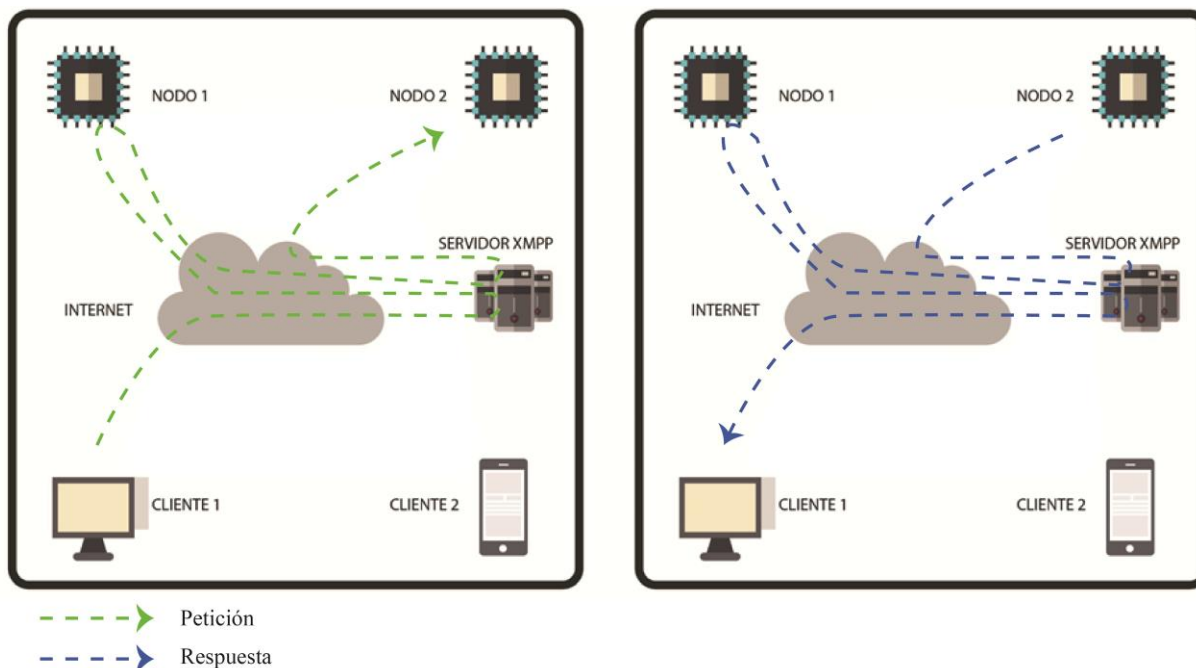 NODO 1
NODO 2
SERVIDOR XMPP
INTERNET
CLIENTE 1
CLIENTE 2
NODO 1
NODO 2
SERVIDOR XMPP
INTERNET
CLIENTE 1
CLIENTE 2
Petición
Respuesta